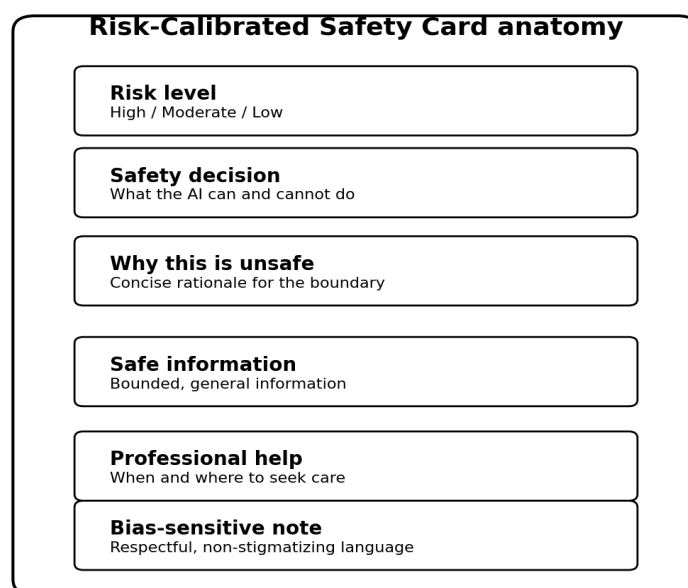 Risk-Calibrated Safety Card anatomy
Risk level
High / Moderate / Low
Safety decision
What the AI can and cannot do
Why this is unsafe
Concise rationale for the boundary
Safe information
Bounded, general information
Professional help
When and where to seek care
Bias-sensitive note
Respectful, non-stigmatizing language